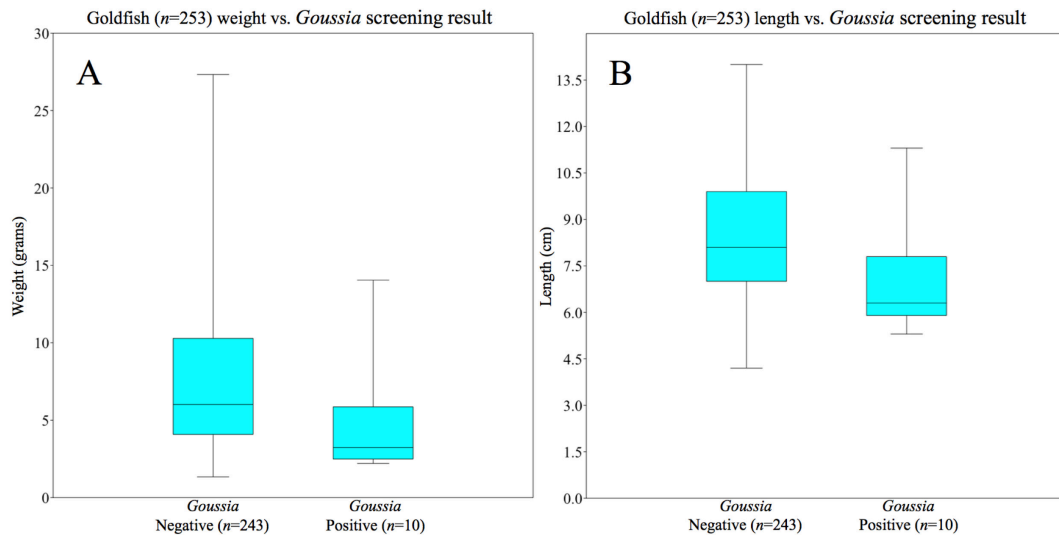 Goldfish (n=253) weight vs. Goussia screening result
A
30
25
20
15
10
5
0
Weight (grams)
Goussia
Negative (n=243)
Goussia
Positive (n=10)
Goldfish (n=253) length vs. Goussia screening result
B
13.5
12.0
10.5
9.0
7.5
6.0
4.5
3.0
1.5
0.0
Length (cm)
Goussia
Negative (n=243)
Goussia
Positive (n=10)